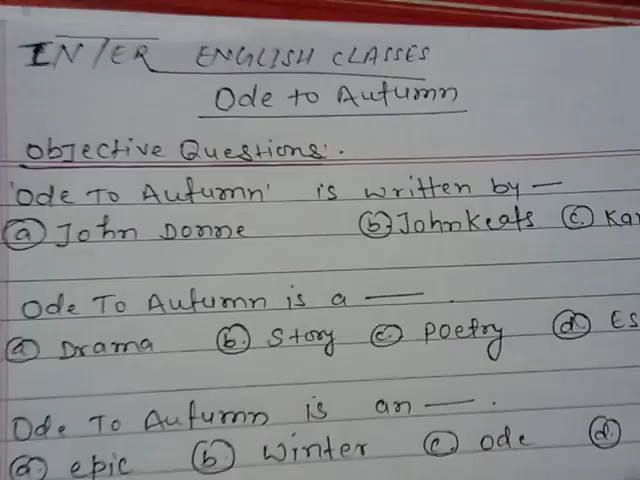 INTER ENGLISH CLASSES
Ode to Autumn
Objective Questions:.
'Ode To Autumn' is written by —
(a) John Donne (b) John Keats (c)
Ode To Autumn is a —.
(a) Drama (b) Story (c) Poetry (d)
Ode To Autumn is an —.
(a) epic (b) winter (c) ode (d)